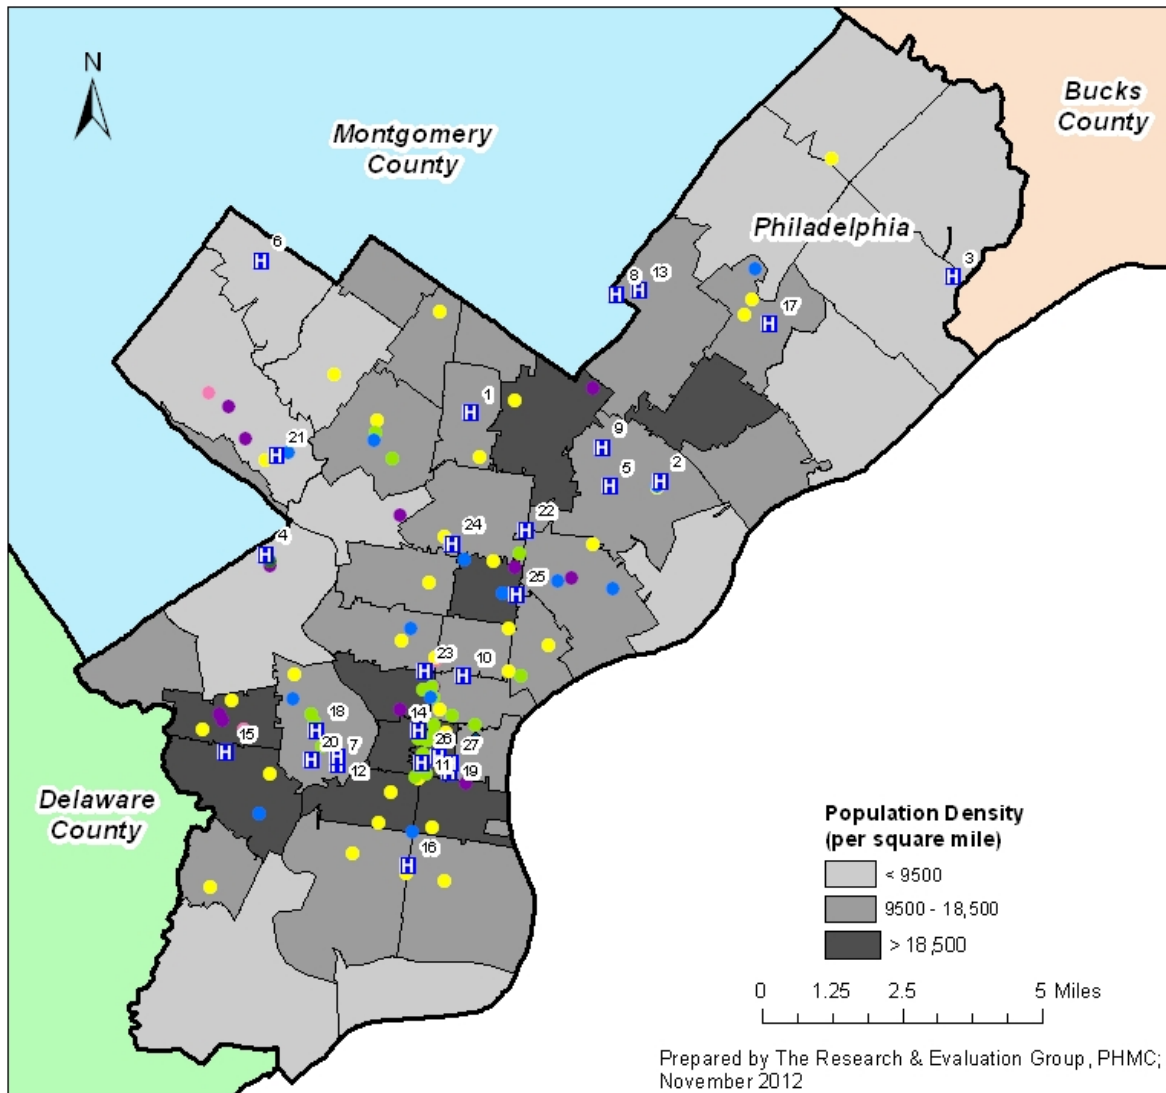 N
Montgomery
County
Bucks
County
Philadelphia
6
3
H
H
8
13
H
H
17
H
1
H
21
H
9
H
5
H
2
H
22
H
24
H
4
H
25
H
23
H
10
H
18
H
14
H
15
H
20
H
7
H
12
H
26
H
27
H
11
H
19
H
16
H
Delaware
County
Population Density
(per square mile)
< 9500
9500 - 18,500
> 18,500
0 1.25 2.5 5 Miles
Prepared by The Research & Evaluation Group, PHMC;
November 2012